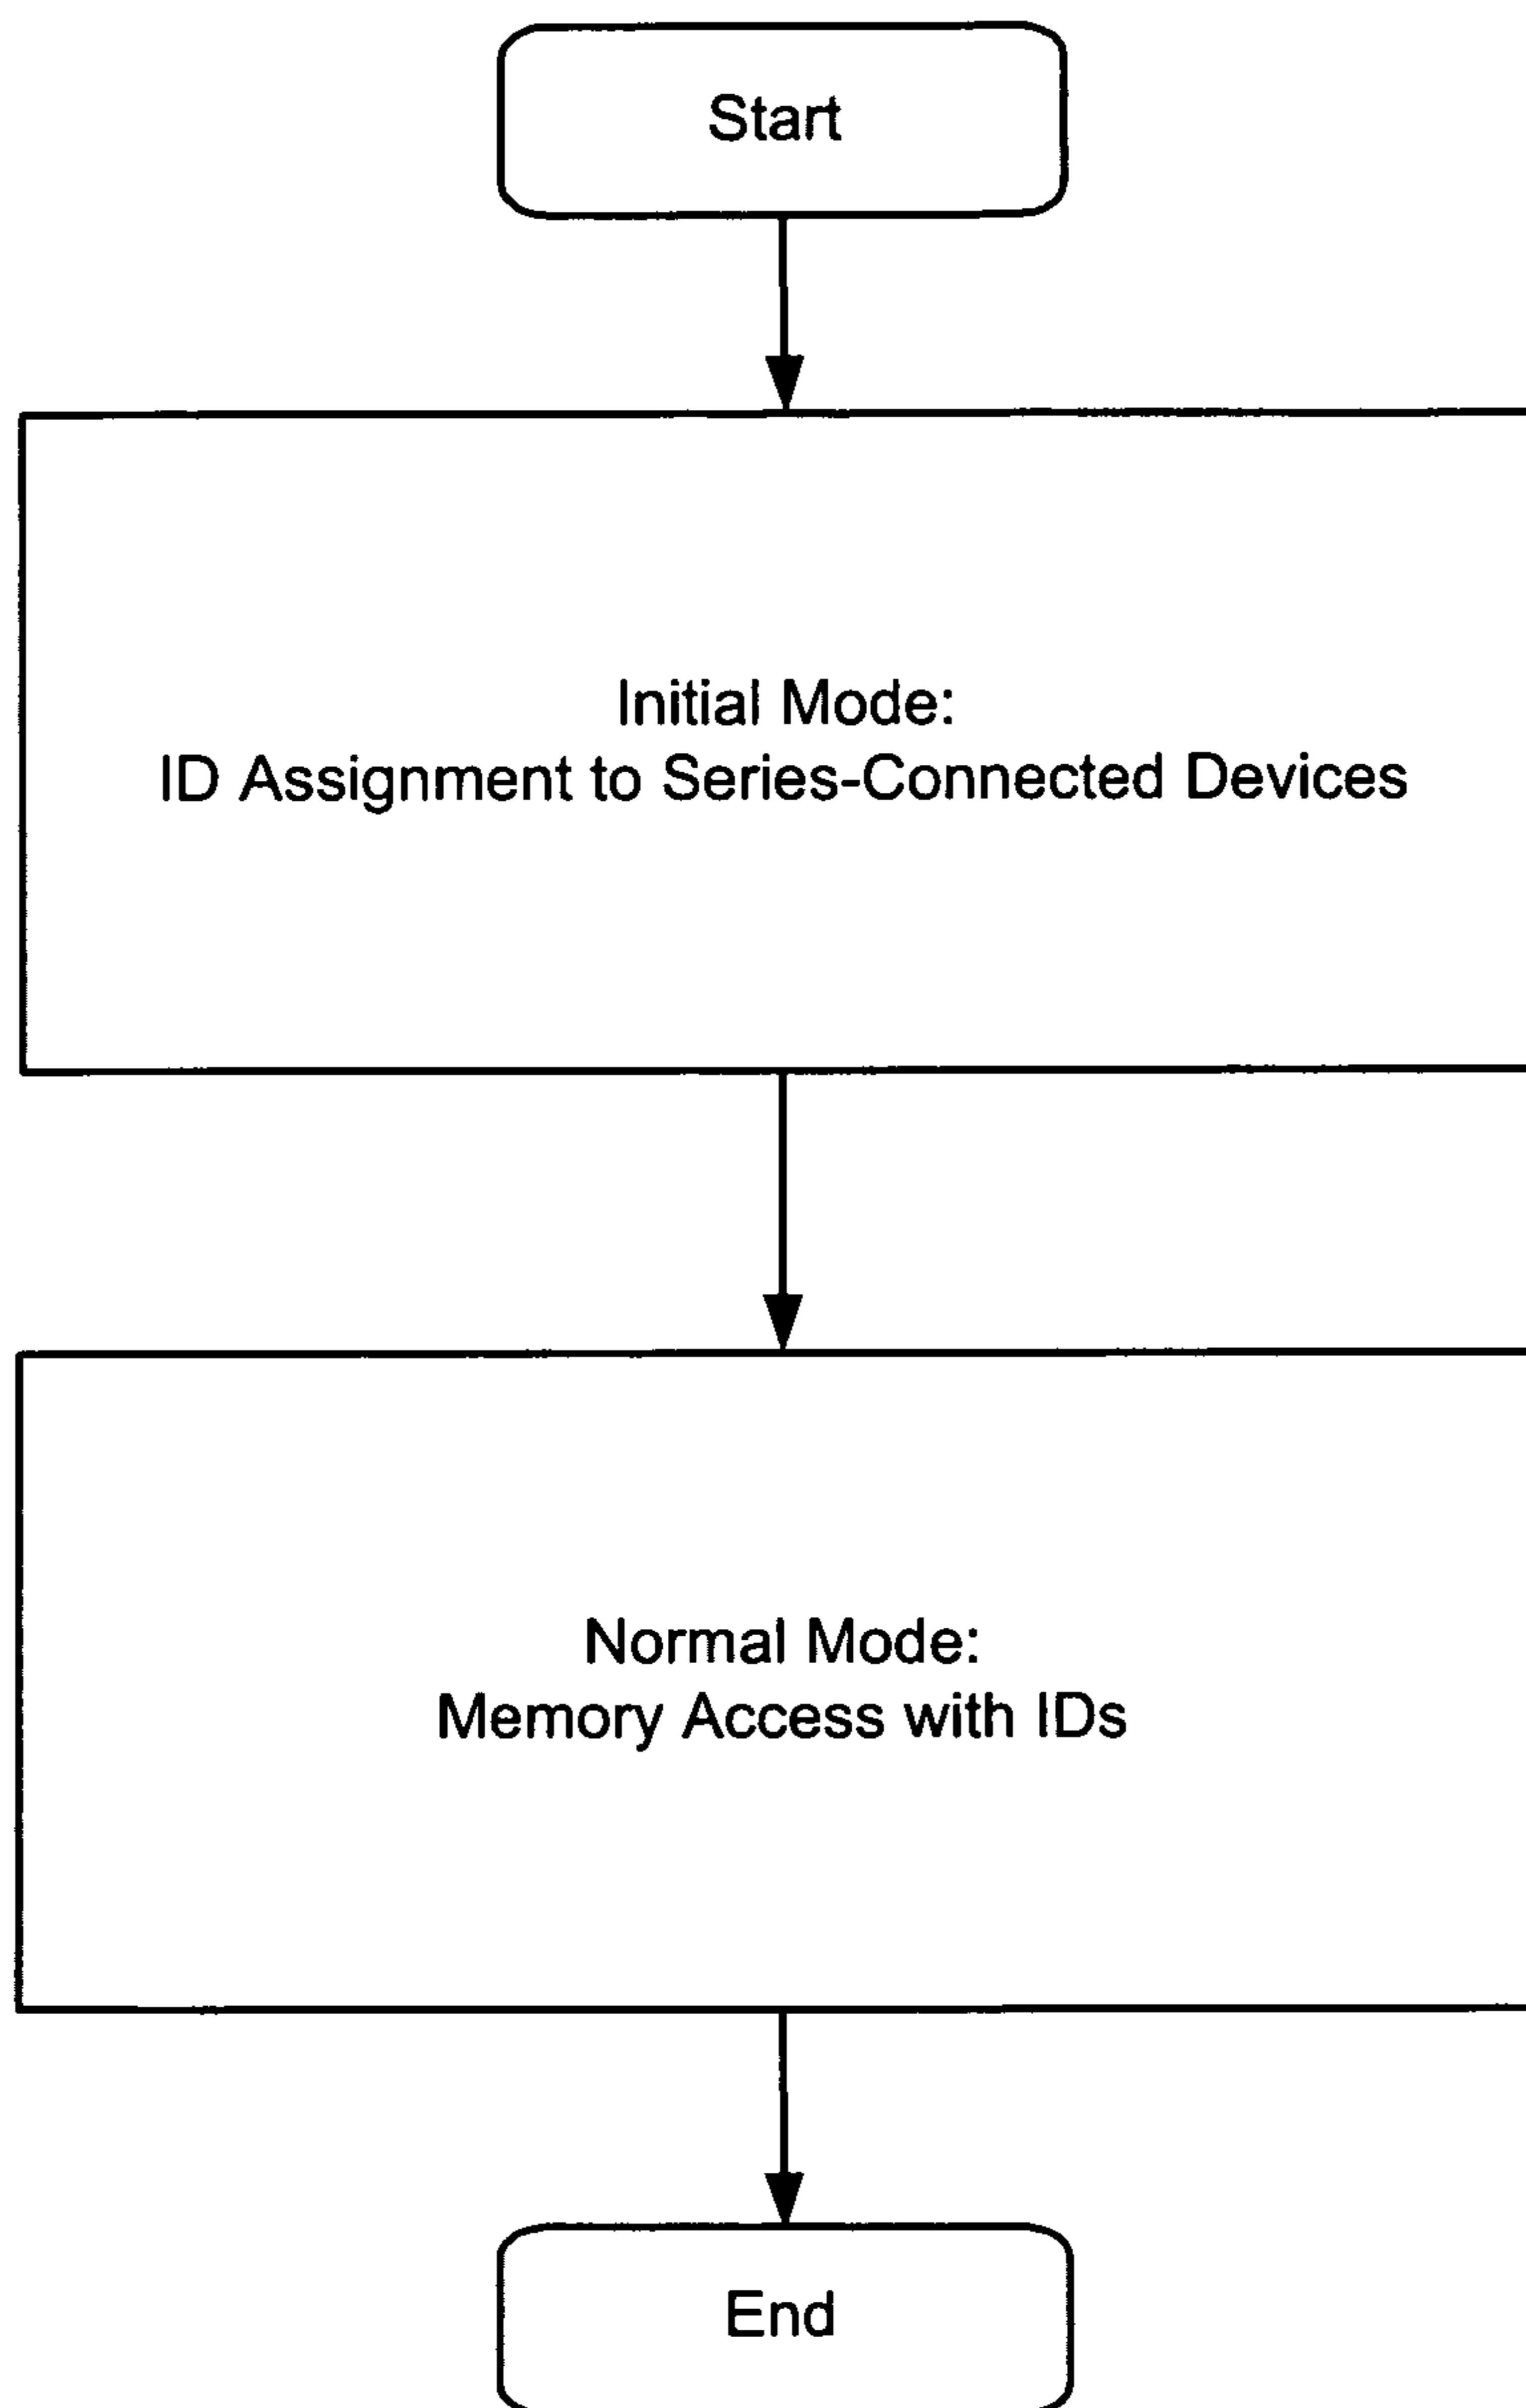 Start
Initial Mode:
ID Assignment to Series-Connected Devices
Normal Mode:
Memory Access with IDs
End